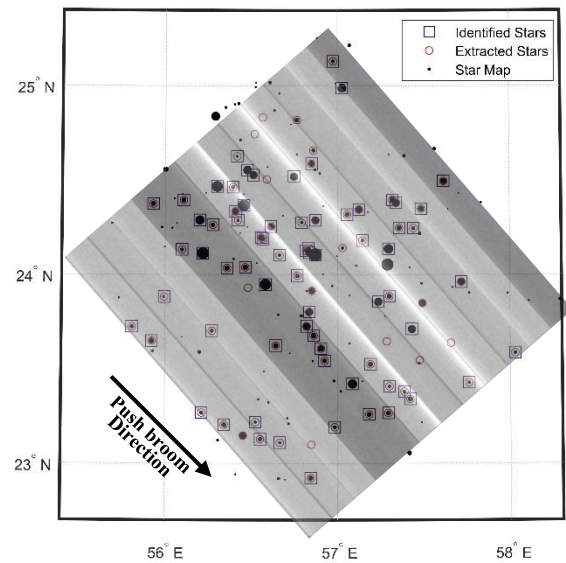 Identified Stars
Extracted Stars
Star Map
25° N
24° N
23° N
Push broom
Direction
56° E
57° E
58° E